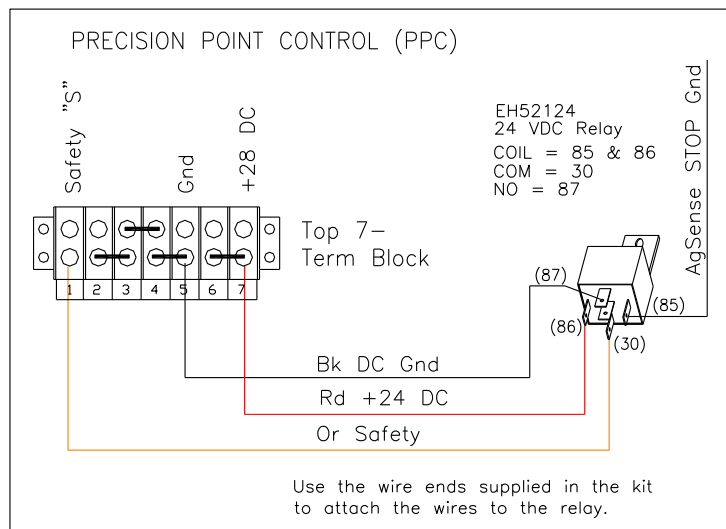 PRECISION POINT CONTROL (PPC)
Safety "S"
Gnd
+28 DC
EH52124
24 VDC Relay
COIL = 85 & 86
COM = 30
NO = 87
AgSense STOP Gnd
Top 7-
Term Block
1 2 3 4 5 6 7
(87)
(85)
(86)
(30)
Bk DC Gnd
Rd +24 DC
Or Safety
Use the wire ends supplied in the kit
to attach the wires to the relay.